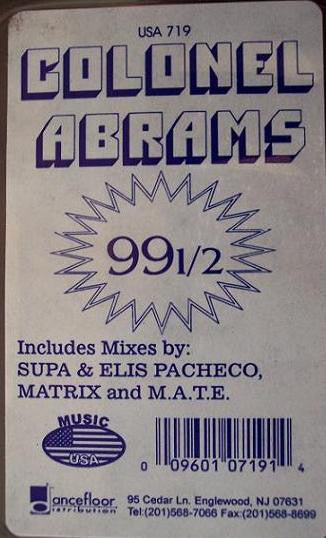 USA 719
COLONEL
ABRAMS
99 1/2
Includes Mixes by:
SUPA & ELIS PACHECO,
MATRIX and M.A.T.E.
MUSIC
USA
0 09601 07191 4
dancefloor
distribution
95 Cedar Ln. Englewood, NJ 07631
Tel:(201)568-7066 Fax:(201)568-8699